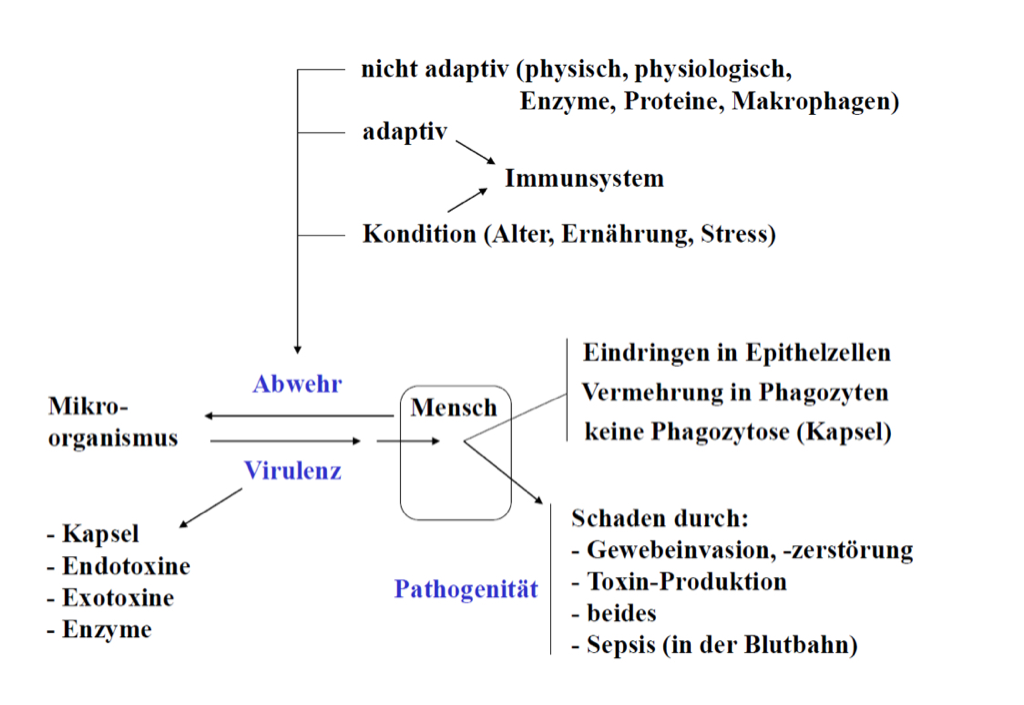 nicht adaptiv (physisch, physiologisch,
Enzyme, Proteine, Makrophagen)
adaptiv
Immunsystem
Kondition (Alter, Ernährung, Stress)
Abwehr
Mikro-
organismus
Mensch
Virulenz
- Kapsel
- Endotoxine
- Exotoxine
- Enzyme
Eindringen in Epithelzellen
Vermehrung in Phagozyten
keine Phagozytose (Kapsel)
Pathogenität
Schaden durch:
- Gewebeinvasion, -zerstörung
- Toxin-Produktion
- beides
- Sepsis (in der Blutbahn)